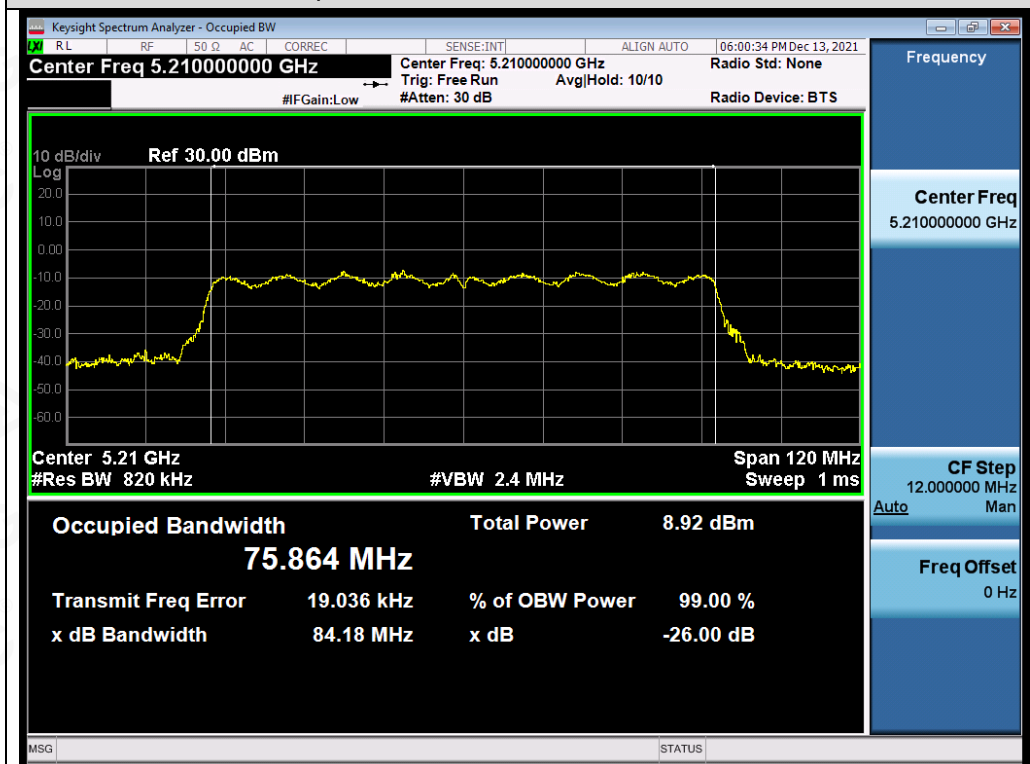 Keysight Spectrum Analyzer - Occupied BW
LXI RL RF 50 Ω AC CORREC SENSE:INT ALIGN AUTO 06:00:34 PM Dec 13, 2021
Center Freq 5.210000000 GHz
Center Freq: 5.210000000 GHz Radio Std: None
Trig: Free Run Avg|Hold: 10/10
#IFGain:Low #Atten: 30 dB Radio Device: BTS
10 dB/div Ref 30.00 dBm
Log
20.0
10.0
0.00
-10.0
-20.0
-30.0
-40.0
-50.0
-60.0
Center 5.21 GHz Span 120 MHz
#Res BW 820 kHz #VBW 2.4 MHz Sweep 1 ms
Occupied Bandwidth Total Power 8.92 dBm
75.864 MHz
Transmit Freq Error 19.036 kHz % of OBW Power 99.00 %
x dB Bandwidth 84.18 MHz x dB -26.00 dB
Frequency
Center Freq
5.210000000 GHz
CF Step
12.000000 MHz
Auto Man
Freq Offset
0 Hz
MSG STATUS